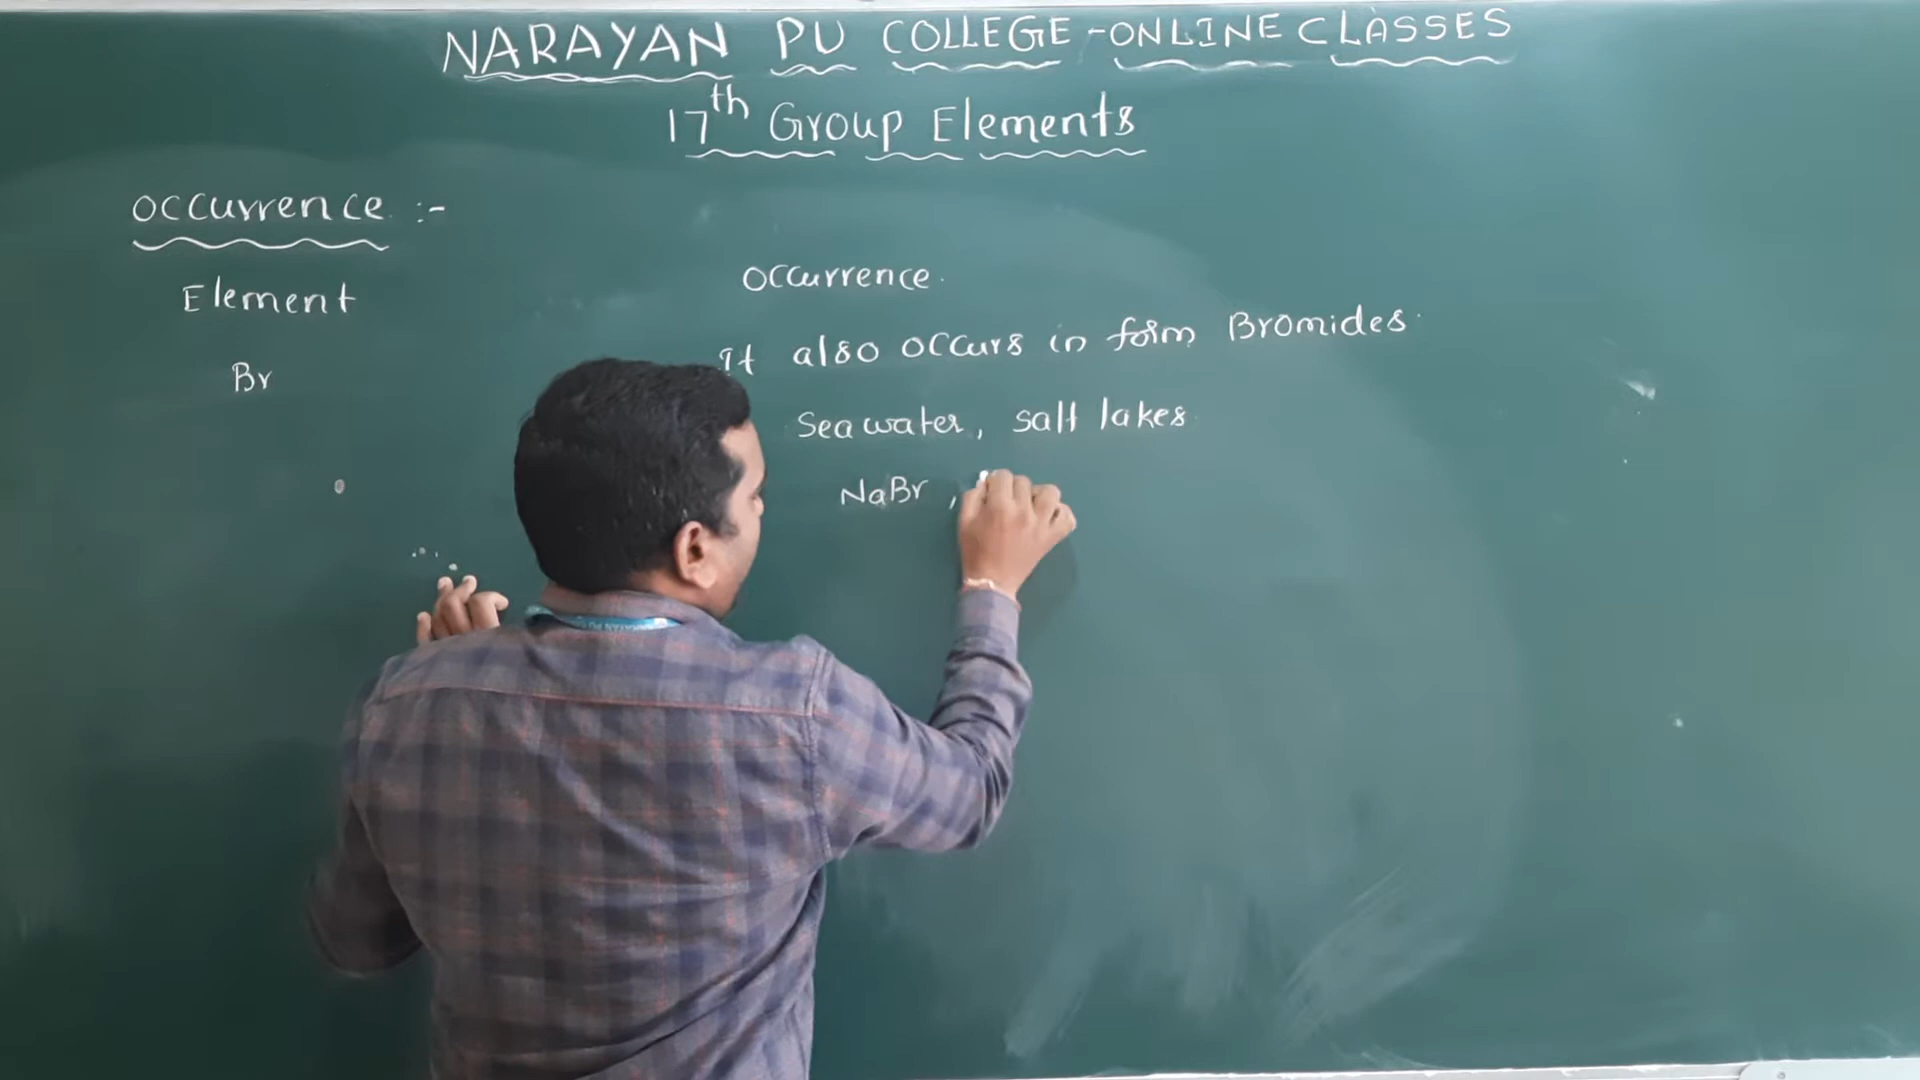 NARAYAN PU COLLEGE - ONLINE CLASSES
17th Group Elements
Occurrence :-
Element Occurrence.
Br It also occurs in form Bromides.
Sea water, salt lakes
NaBr ,